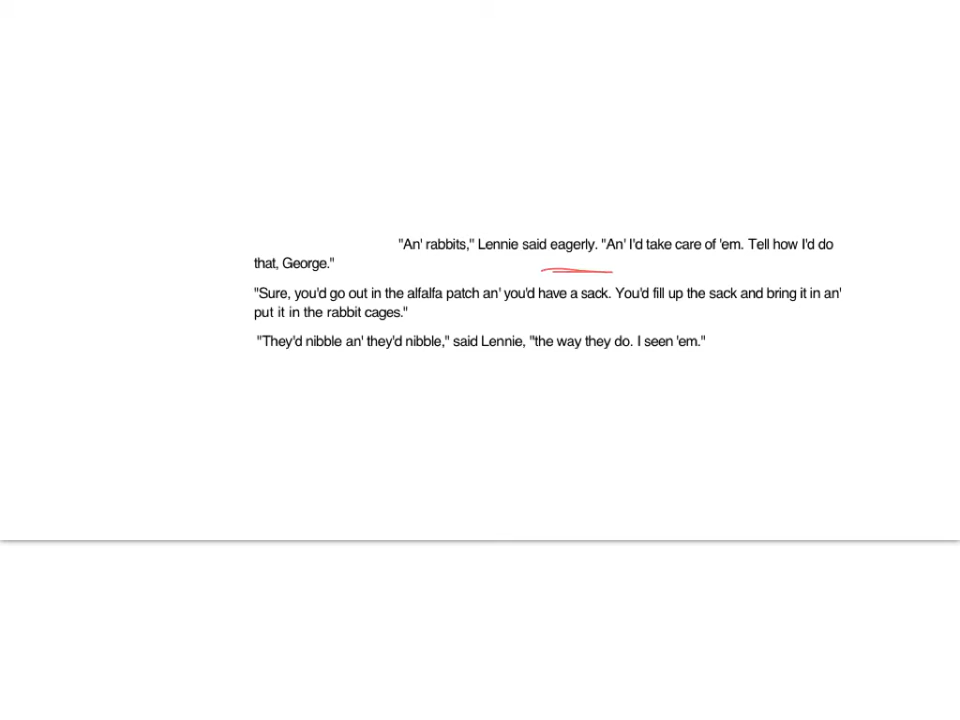 "An' rabbits," Lennie said eagerly. "An' I'd take care of 'em. Tell how I'd do
that, George."
"Sure, you'd go out in the alfalfa patch an' you'd have a sack. You'd fill up the sack and bring it in an'
put it in the rabbit cages."
"They'd nibble an' they'd nibble," said Lennie, "the way they do. I seen 'em."